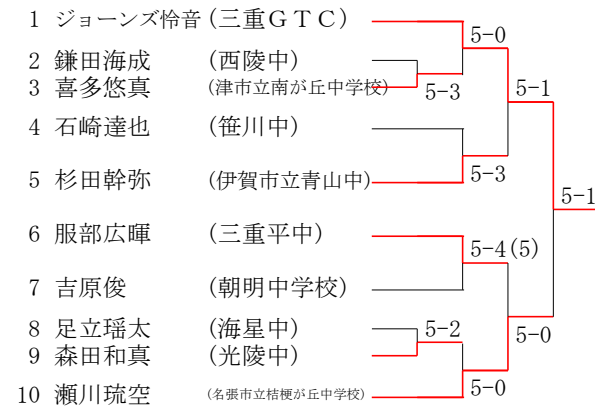 1 ジョーンズ怜音 (三重GTC)
5-0
2 鎌田海成 (西陵中)
3 喜多悠真 (津市立南が丘中学校)
5-3
5-1
4 石崎達也 (笹川中)
5 杉田幹弥 (伊賀市立青山中)
5-3
5-1
6 服部広暉 (三重平中)
5-4(5)
7 吉原俊 (朝明中学校)
8 足立瑶太 (海星中)
5-2
5-0
9 森田和真 (光陵中)
10 瀬川琉空 (名張市立桔梗が丘中学校)
5-0